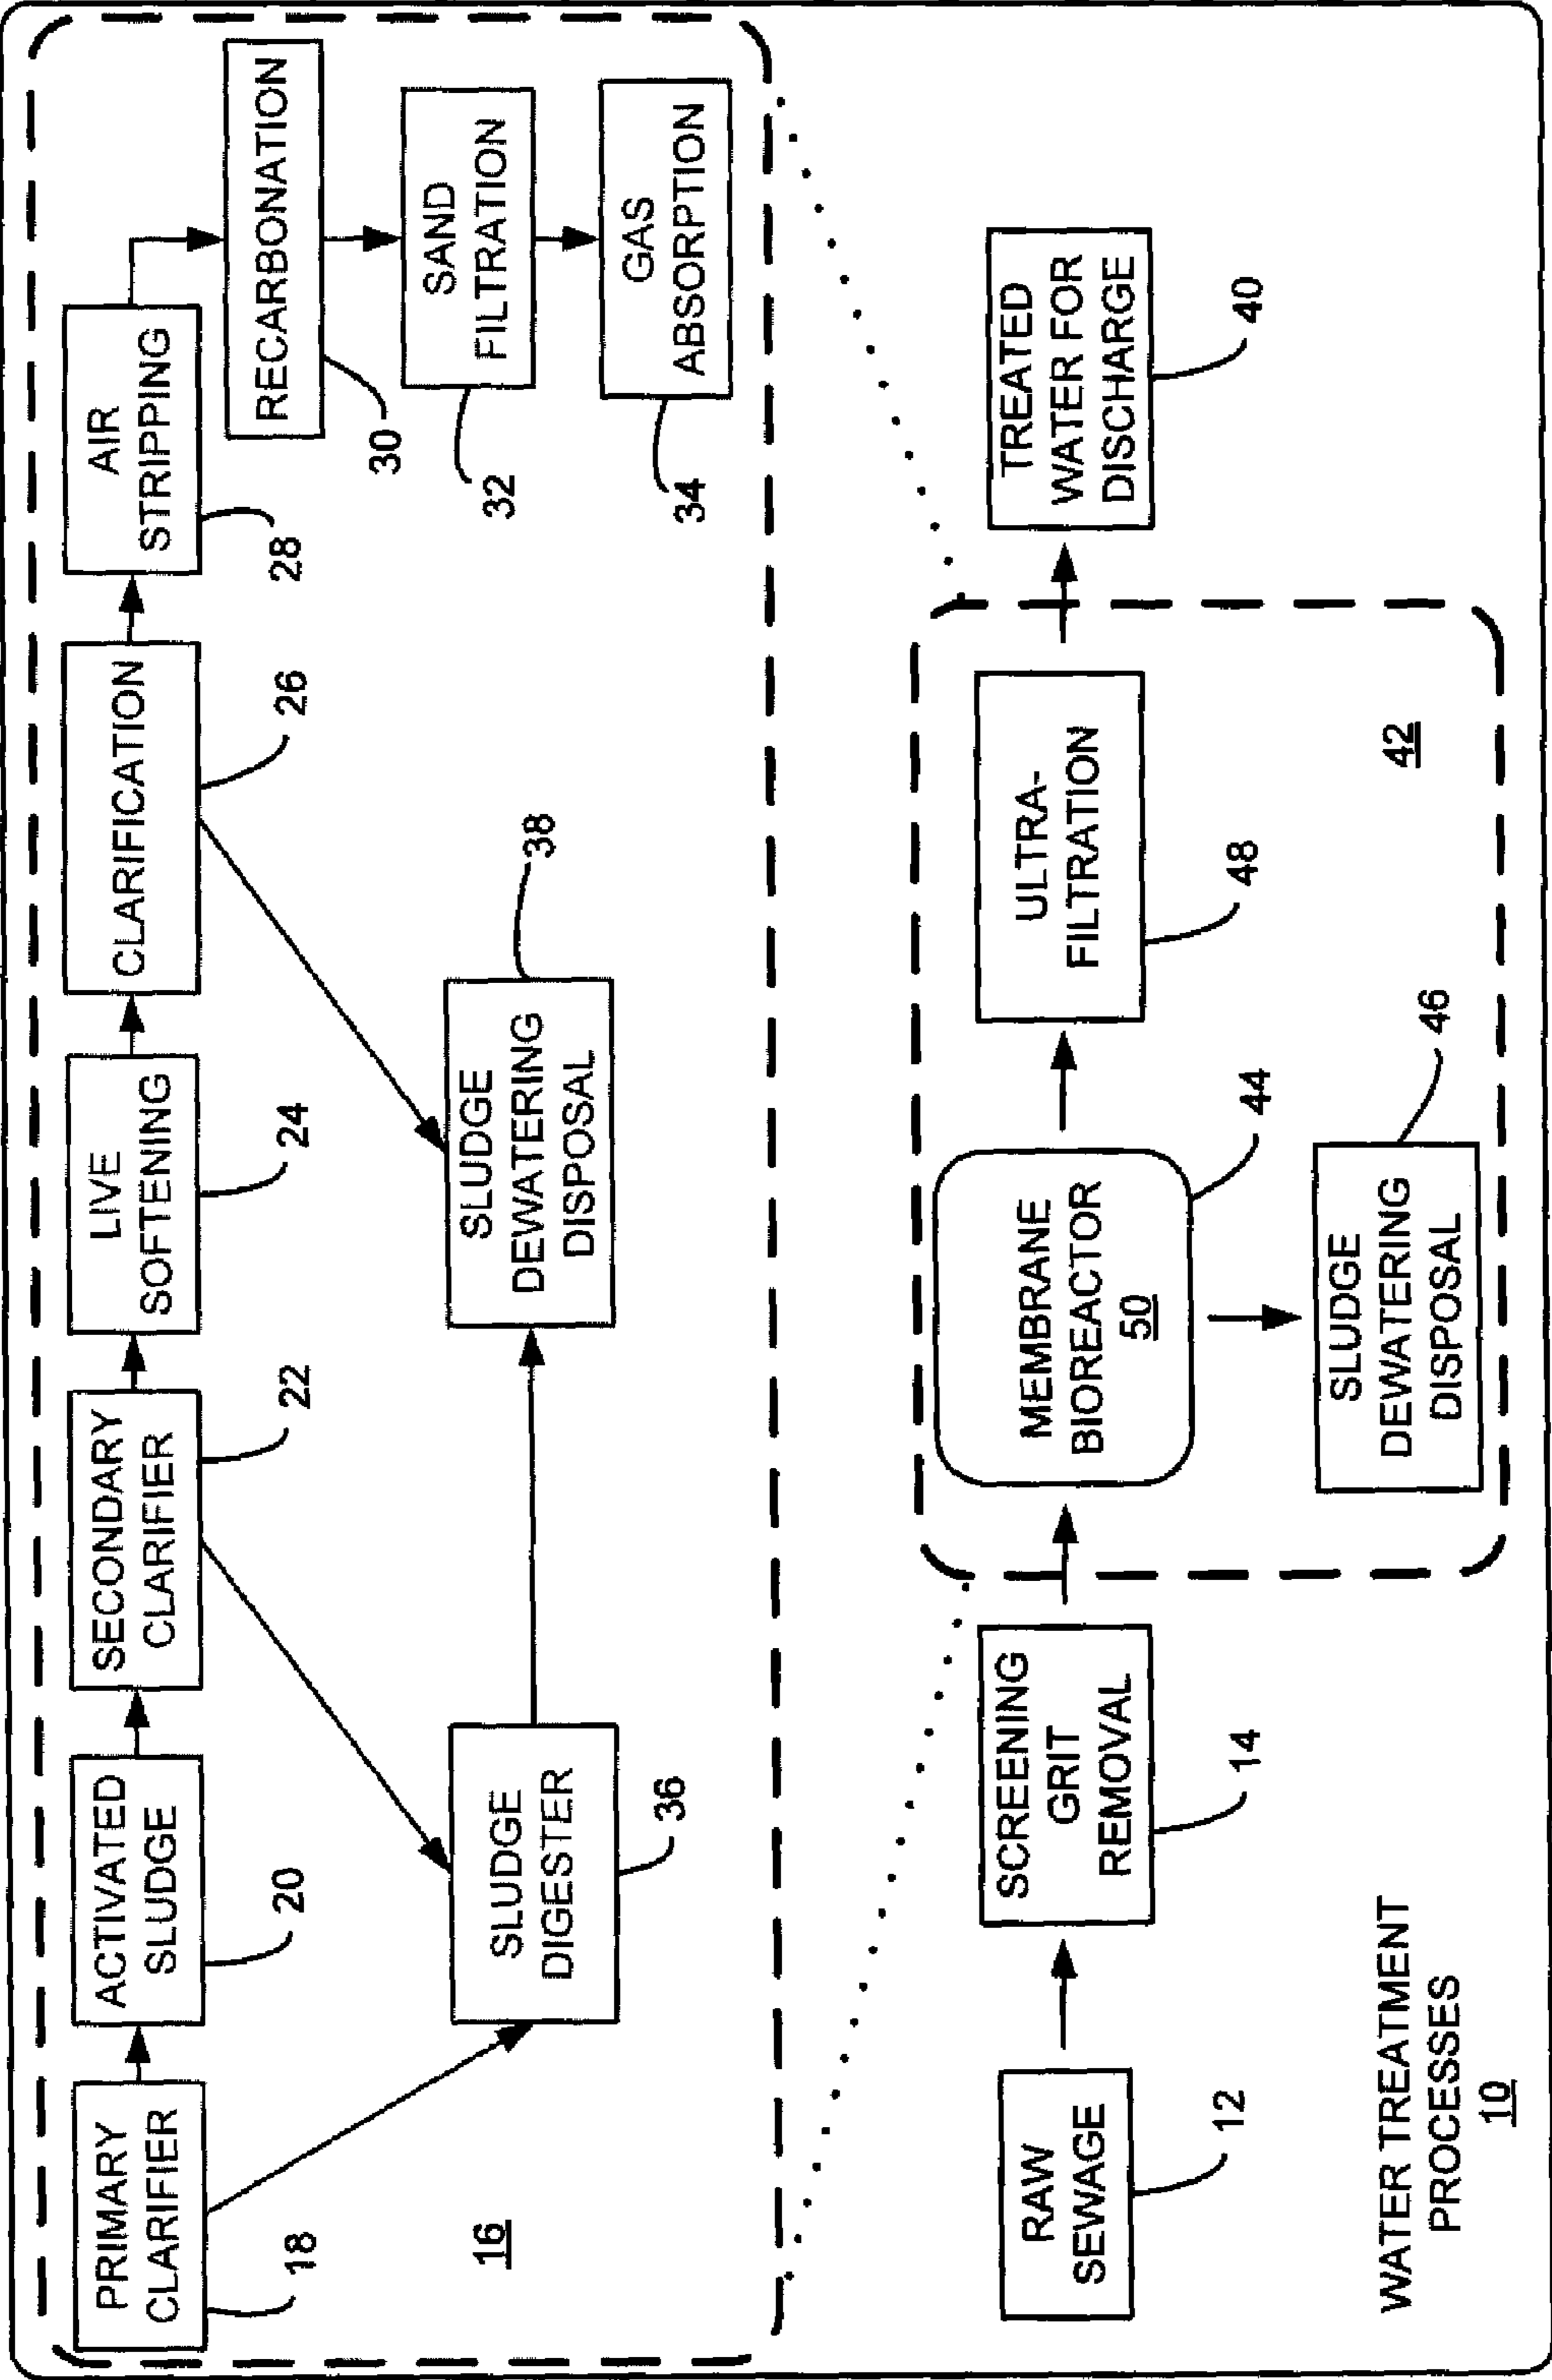 PRIMARY
CLARIFIER
18
ACTIVATED
SLUDGE
20
SECONDARY
CLARIFIER
22
LIVE
SOFTENING
24
CLARIFICATION
26
AIR
STRIPPING
28
RECARBONATION
30
SAND
FILTRATION
32
GAS
ABSORPTION
34
SLUDGE
DIGESTER
36
SLUDGE
DEWATERING
DISPOSAL
38
16
RAW
SEWAGE
12
SCREENING
GRIT
REMOVAL
14
MEMBRANE
BIOREACTOR
50
44
ULTRA-
FILTRATION
48
TREATED
WATER FOR
DISCHARGE
40
SLUDGE
DEWATERING
DISPOSAL
46
42
WATER TREATMENT
PROCESSES
10